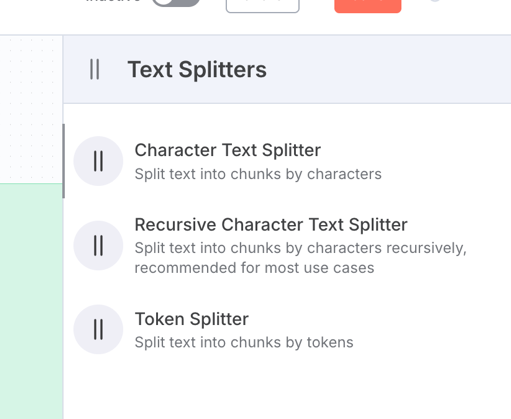 Text Splitters
Character Text Splitter
Split text into chunks by characters
Recursive Character Text Splitter
Split text into chunks by characters recursively,
recommended for most use cases
Token Splitter
Split text into chunks by tokens